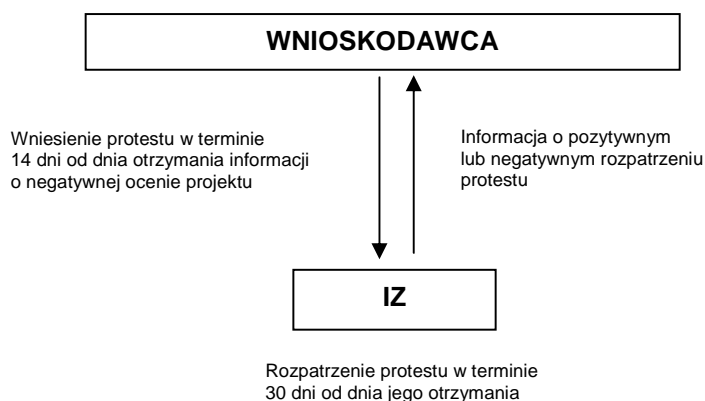 WNIOSKODAWCA
Wniesienie protestu w terminie
14 dni od dnia otrzymania informacji
o negatywnej ocenie projektu
Informacja o pozytywnym
lub negatywnym rozpatrzeniu
protestu
IZ
Rozpatrzenie protestu w terminie
30 dni od dnia jego otrzymania